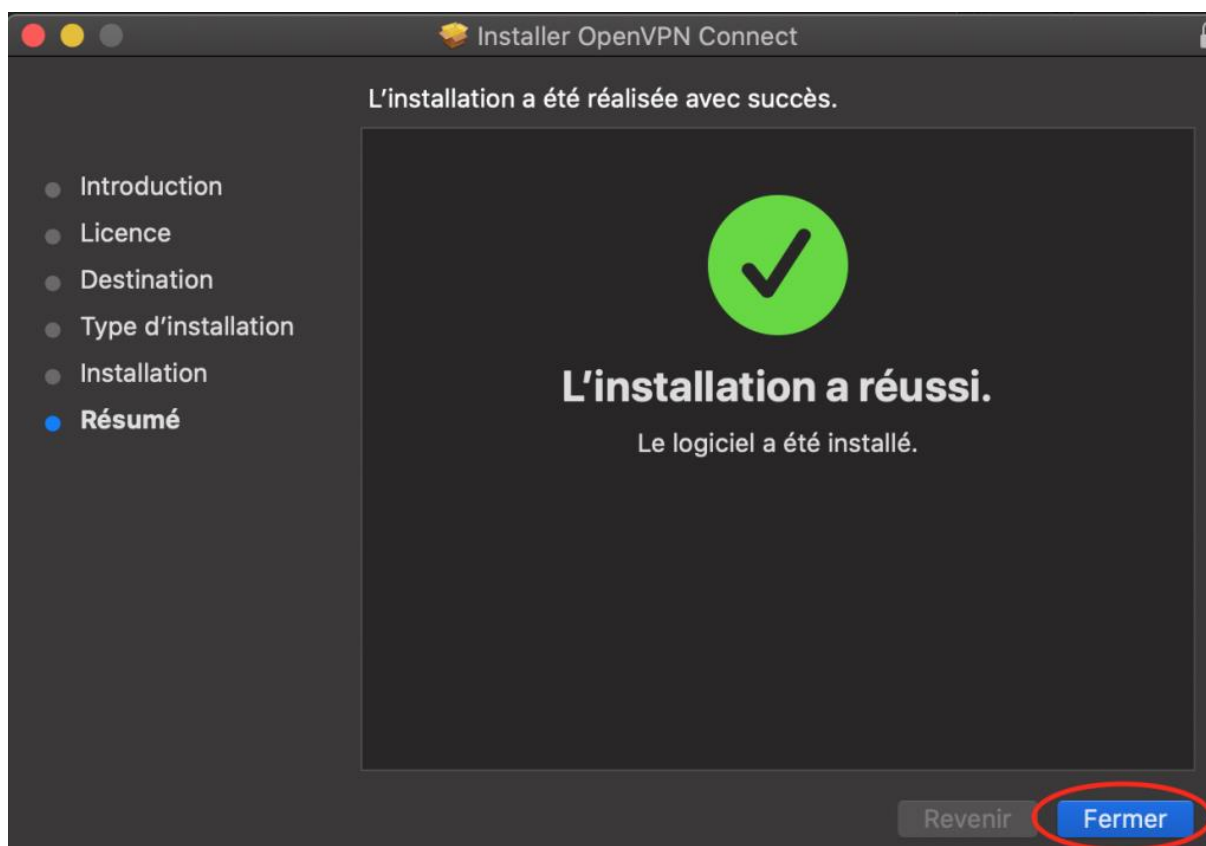 Installer OpenVPN Connect
L'installation a été réalisée avec succès.
Introduction
Licence
Destination
Type d'installation
Installation
Résumé
L'installation a réussi.
Le logiciel a été installé.
Revenir
Fermer